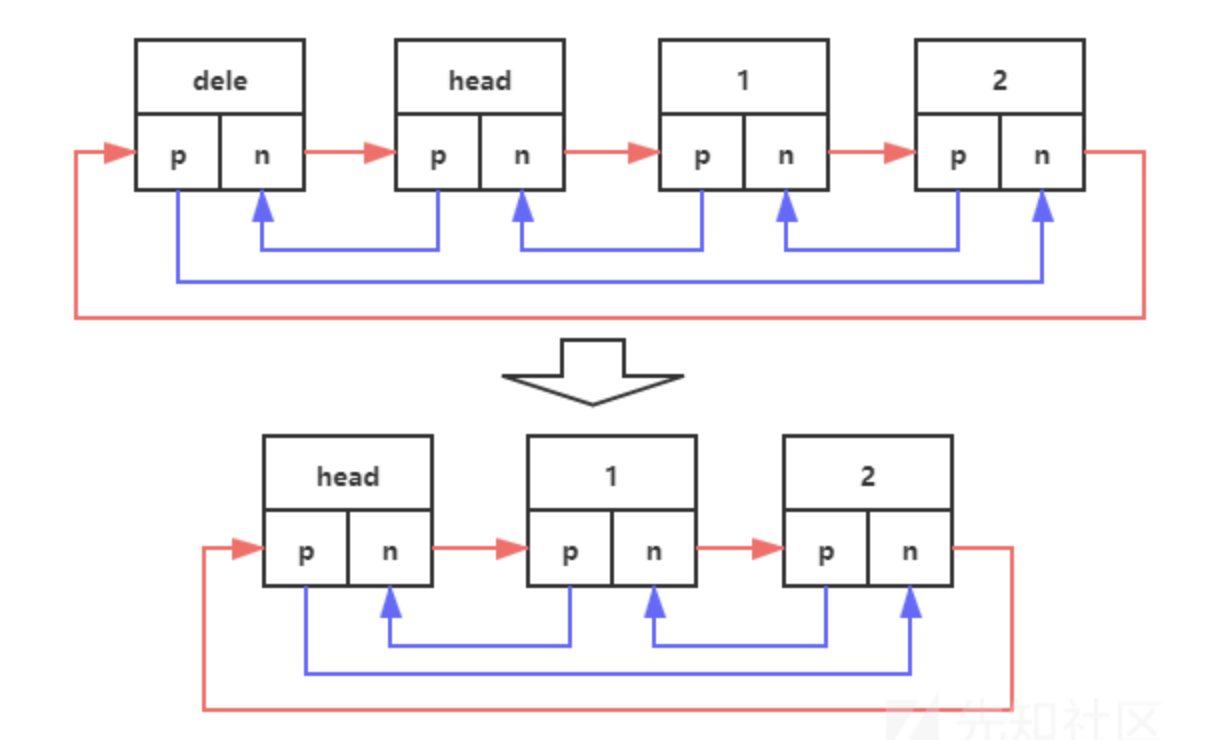 dele head 1 2
p n p n p n p n
head 1 2
p n p n p n
先知社区